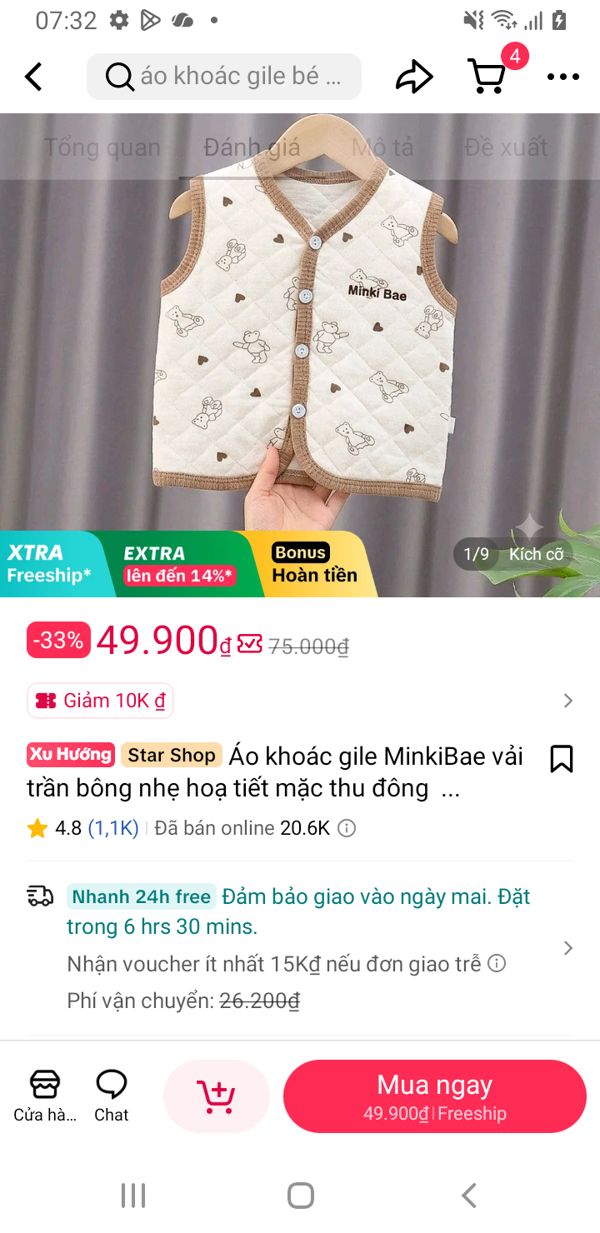 07:32
áo khoác gile bé ...
4
Tổng quan
Đánh giá
Mô tả
Đề xuất
Minki Bae
XTRA
Freeship*
EXTRA
lên đến 14%*
Bonus
Hoàn tiền
1/9
Kích cỡ
-33% 49.900₫ 75.000₫
Giảm 10K ₫
Xu Hướng Star Shop Áo khoác gile MinkiBae vải
trần bông nhẹ hoạ tiết mặc thu đông ...
4.8 (1,1K) Đã bán online 20.6K
Nhanh 24h free Đảm bảo giao vào ngày mai. Đặt
trong 6 hrs 30 mins.
Nhận voucher ít nhất 15K₫ nếu đơn giao trễ
Phí vận chuyển: 26.200₫
Cửa hà...
Chat
Mua ngay
49.900₫ | Freeship